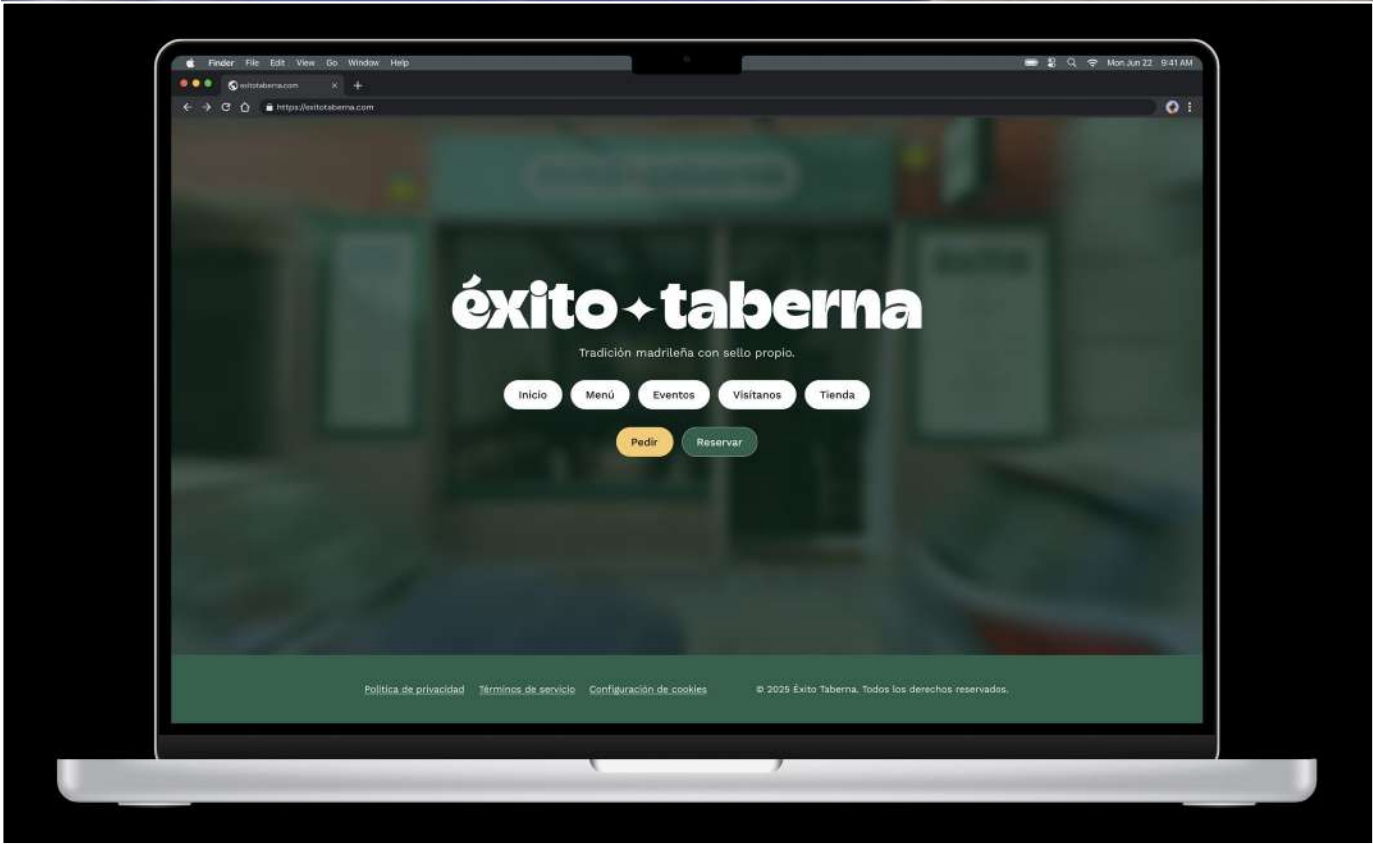 Finder File Edit View Go Window Help
Mon Jun 22 9:41 AM
exitotaberna.com
https://exitotaberna.com
éxito taberna
Tradición madrileña con sello propio.
Inicio Menú Eventos Visítanos Tienda
Pedir Reservar
Política de privacidad Términos de servicio Configuración de cookies © 2025 Éxito Taberna. Todos los derechos reservados.